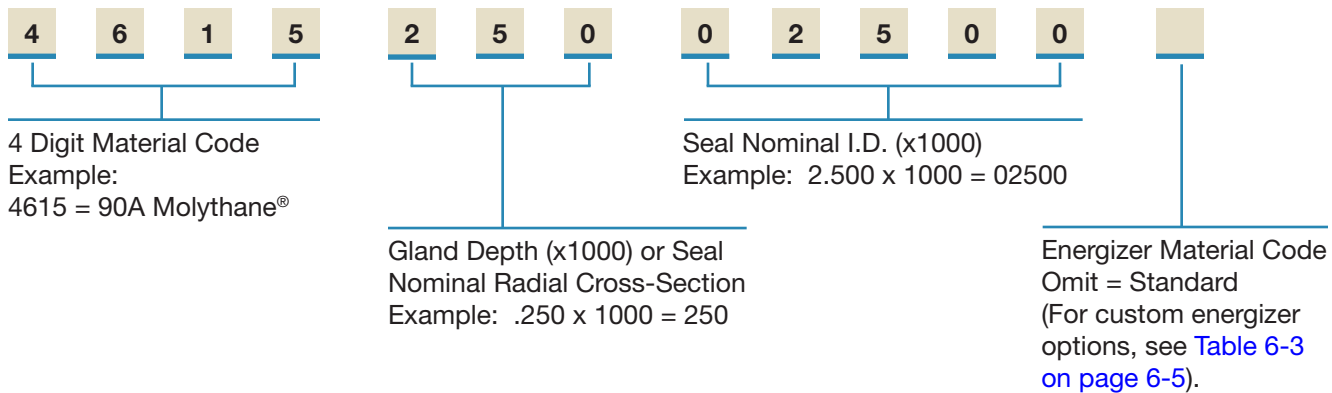 4 6 1 5 2 5 0 0 2 5 0 0
4 Digit Material Code
Example:
4615 = 90A Molythane®
Gland Depth (x1000) or Seal
Nominal Radial Cross-Section
Example: .250 x 1000 = 250
Seal Nominal I.D. (x1000)
Example: 2.500 x 1000 = 02500
Energizer Material Code
Omit = Standard
(For custom energizer
options, see Table 6-3
on page 6-5).